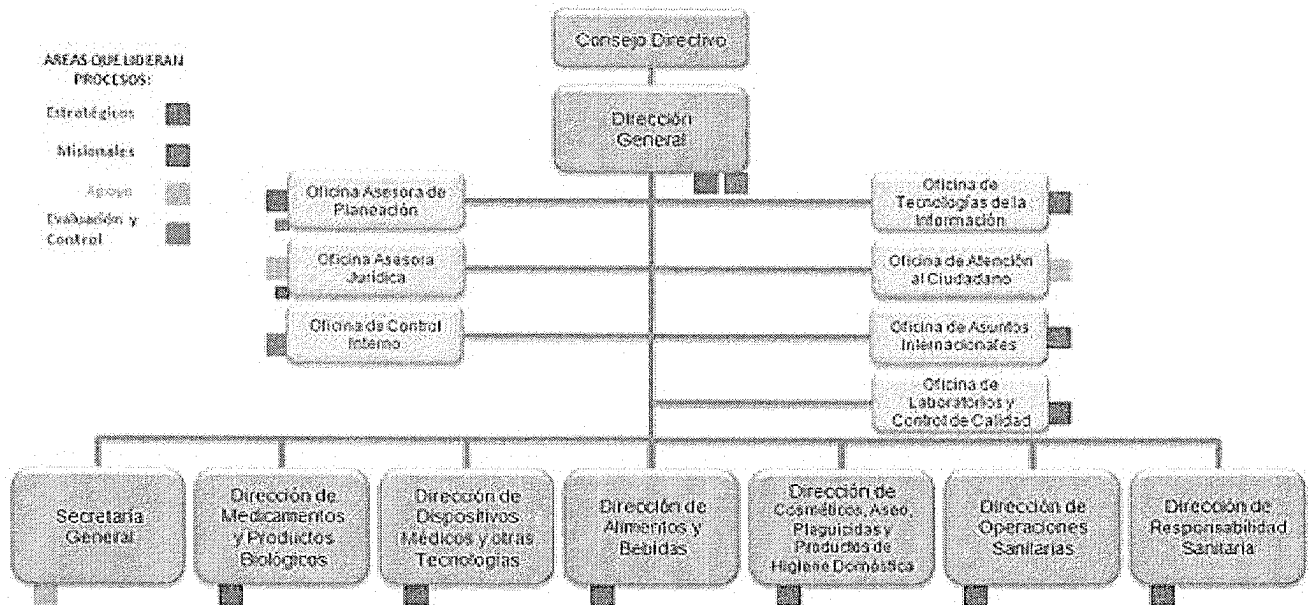 Consejo Directivo
AREAS QUE LIDERAN
PROCESOS:
Estratégicos
Misionales
Apoyo
Evaluación y
Control
Dirección
General
Oficina Asesora de
Planeación
Oficina de
Tecnologías de la
Información
Oficina Asesora
Jurídica
Oficina de Atención
al Ciudadano
Oficina de Control
Interno
Oficina de Asuntos
Internacionales
Oficina de
Laboratorios y
Control de Calidad
Secretaría
General
Dirección de
Medicamentos
y Productos
Biológicos
Dirección de
Dispositivos
Médicos y otras
Tecnologías
Dirección de
Alimentos y
Bebidas
Dirección de
Cosméticos, Aseo,
Plaguicidas y
Productos de
Higiene Doméstica
Dirección de
Operaciones
Sanitarias
Dirección de
Responsabilidad
Sanitaria